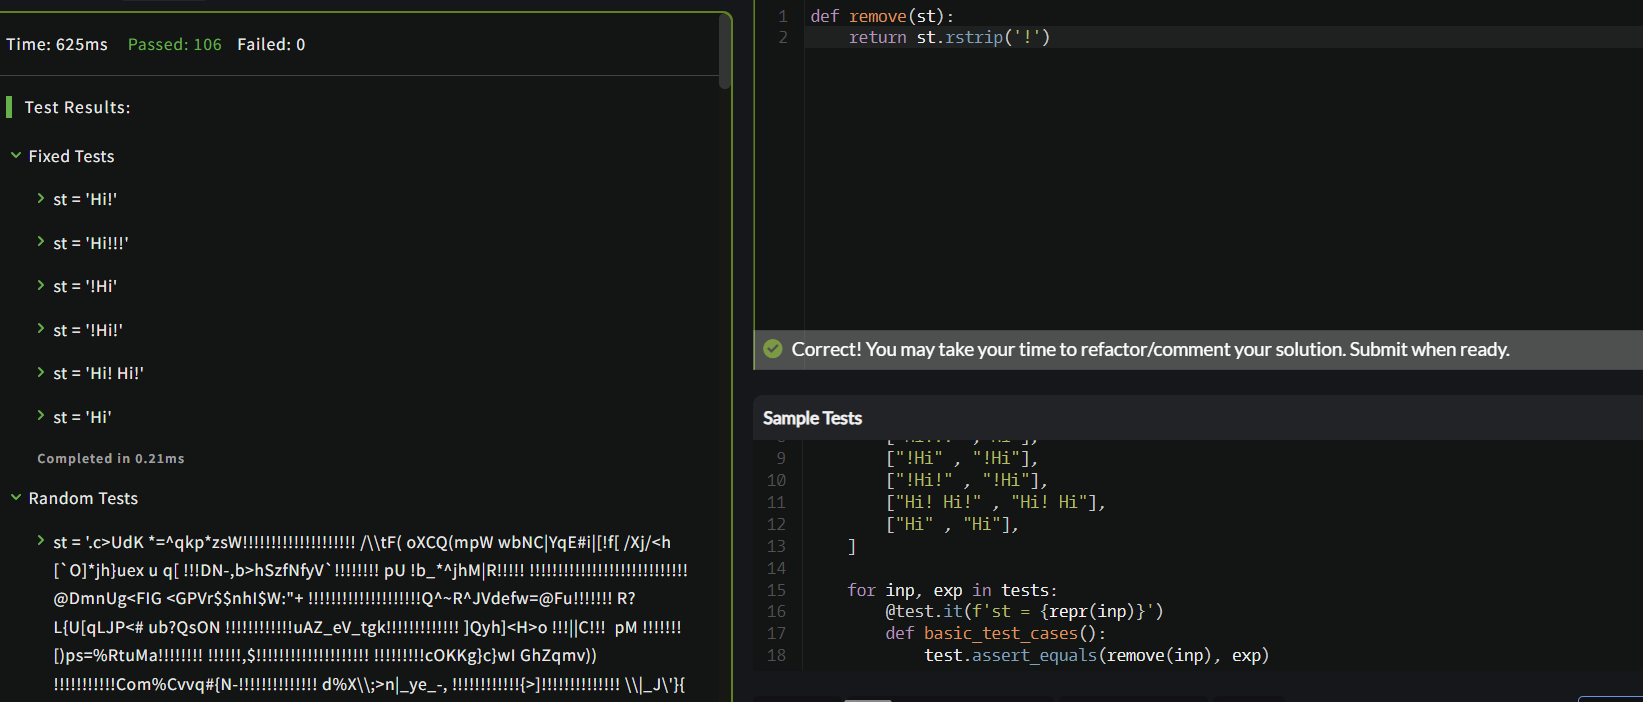 Time: 625ms Passed: 106 Failed: 0
Test Results:
Fixed Tests
st = 'Hi!'
st = 'Hi!!!'
st = '!Hi'
st = '!Hi!'
st = 'Hi! Hi!'
st = 'Hi'
Completed in 0.21ms
Random Tests
st = '.c>UdK *=^qkp*zsW!!!!!!!!!!!!!!!!!!!! /\\tF( oXCQ(mpW wbNC|YqE#i|[!f[ /Xj/<h
[`O]*jh}uex u q[ !!!DN-,b>hSzfNfyV`!!!!!!!! pU !b_*^jhM|R!!!!! !!!!!!!!!!!!!!!!!!!!!!!!!!!!
@DmnUg<FIG <GPVr$$nhI$W:"+ !!!!!!!!!!!!!!!!!!!!Q^~R^JVdefw=@Fu!!!!!!! R?
L{U[qLJP<# ub?QsON !!!!!!!!!!!!uAZ_eV_tgk!!!!!!!!!!!!! ]Qyh]<H>o !!!||C!!!  pM !!!!!!!
[)ps=%RtuMa!!!!!!!! !!!!!!,$!!!!!!!!!!!!!!!!!!!! !!!!!!!!!cOKKg}c}wI GhZqmv))
!!!!!!!!!!!Com%Cvvq#{N-!!!!!!!!!!!!!! d%X\\;>n|_ye_-, !!!!!!!!!!!!{>]!!!!!!!!!!!!!! \\|_J\'}{
1 def remove(st):
2 return st.rstrip('!')
Correct! You may take your time to refactor/comment your solution. Submit when ready.
Sample Tests
9 ["!Hi" , "!Hi"],
10 ["!Hi!" , "!Hi"],
11 ["Hi! Hi!" , "Hi! Hi"],
12 ["Hi" , "Hi"],
13 ]
14
15 for inp, exp in tests:
16 @test.it(f'st = {repr(inp)}')
17 def basic_test_cases():
18 test.assert_equals(remove(inp), exp)